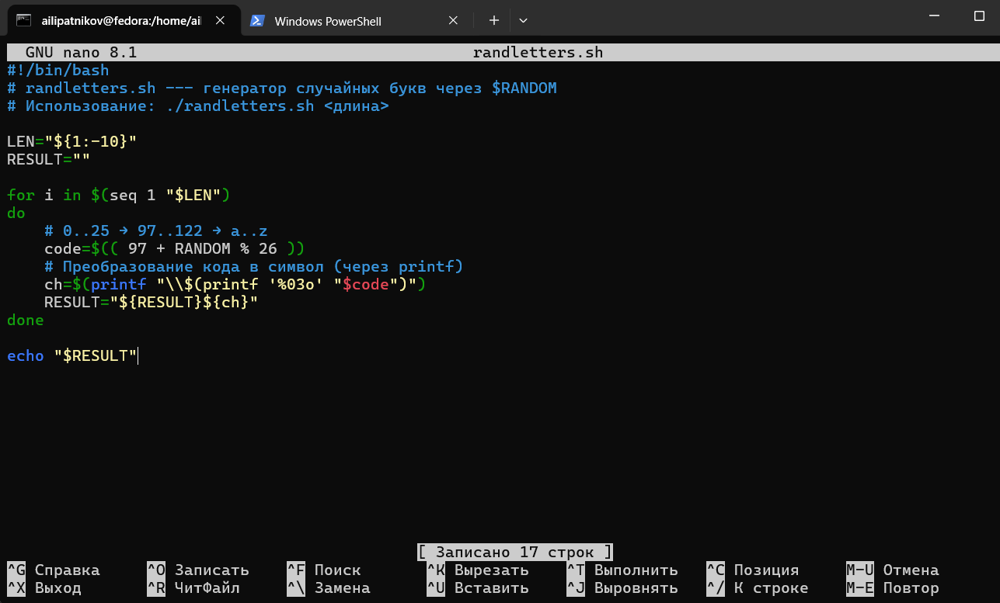 ailipatnikov@fedora:/home/ail
Windows PowerShell
GNU nano 8.1 randletters.sh
#!/bin/bash
# randletters.sh --- генератор случайных букв через $RANDOM
# Использование: ./randletters.sh <длина>
LEN="${1:-10}"
RESULT=""
for i in $(seq 1 "$LEN")
do
    # 0..25 → 97..122 → a..z
    code=$(( 97 + RANDOM % 26 ))
    # Преобразование кода в символ (через printf)
    ch=$(printf "\\$(printf '%03o' "$code")")
    RESULT="${RESULT}${ch}"
done
echo "$RESULT"
[ Записано 17 строк ]
^G Справка ^O Записать ^F Поиск ^K Вырезать ^T Выполнить ^C Позиция M-U Отмена
^X Выход ^R ЧитФайл ^\ Замена ^U Вставить ^J Выровнять ^/ К строке M-E Повтор